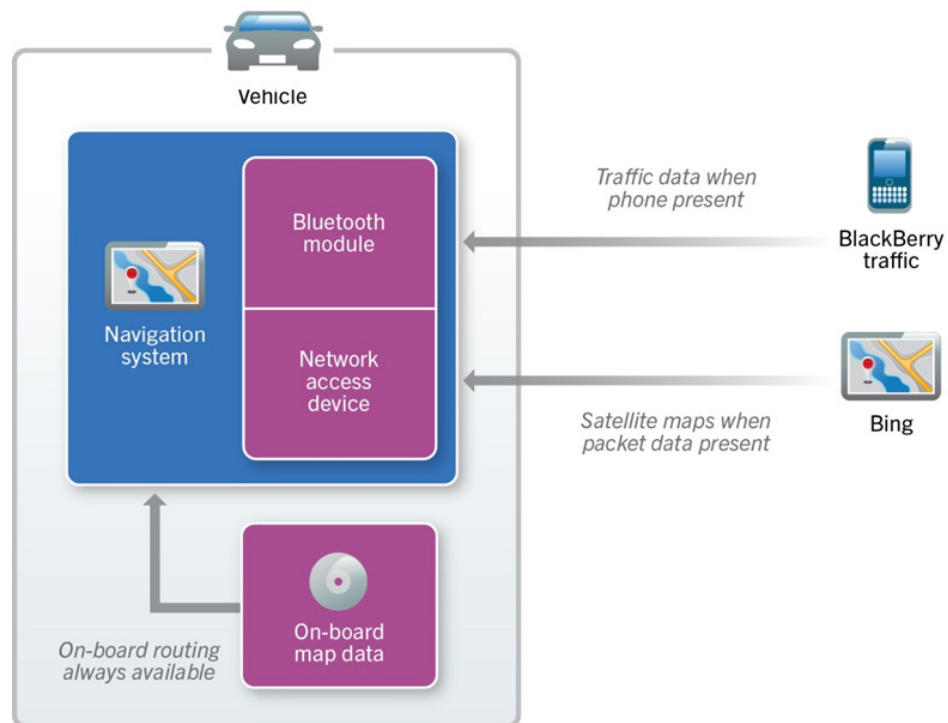 Vehicle
Bluetooth
module
Navigation
system
Network
access
device
Traffic data when
phone present
BlackBerry
traffic
Satellite maps when
packet data present
Bing
On-board
map data
On-board routing
always available